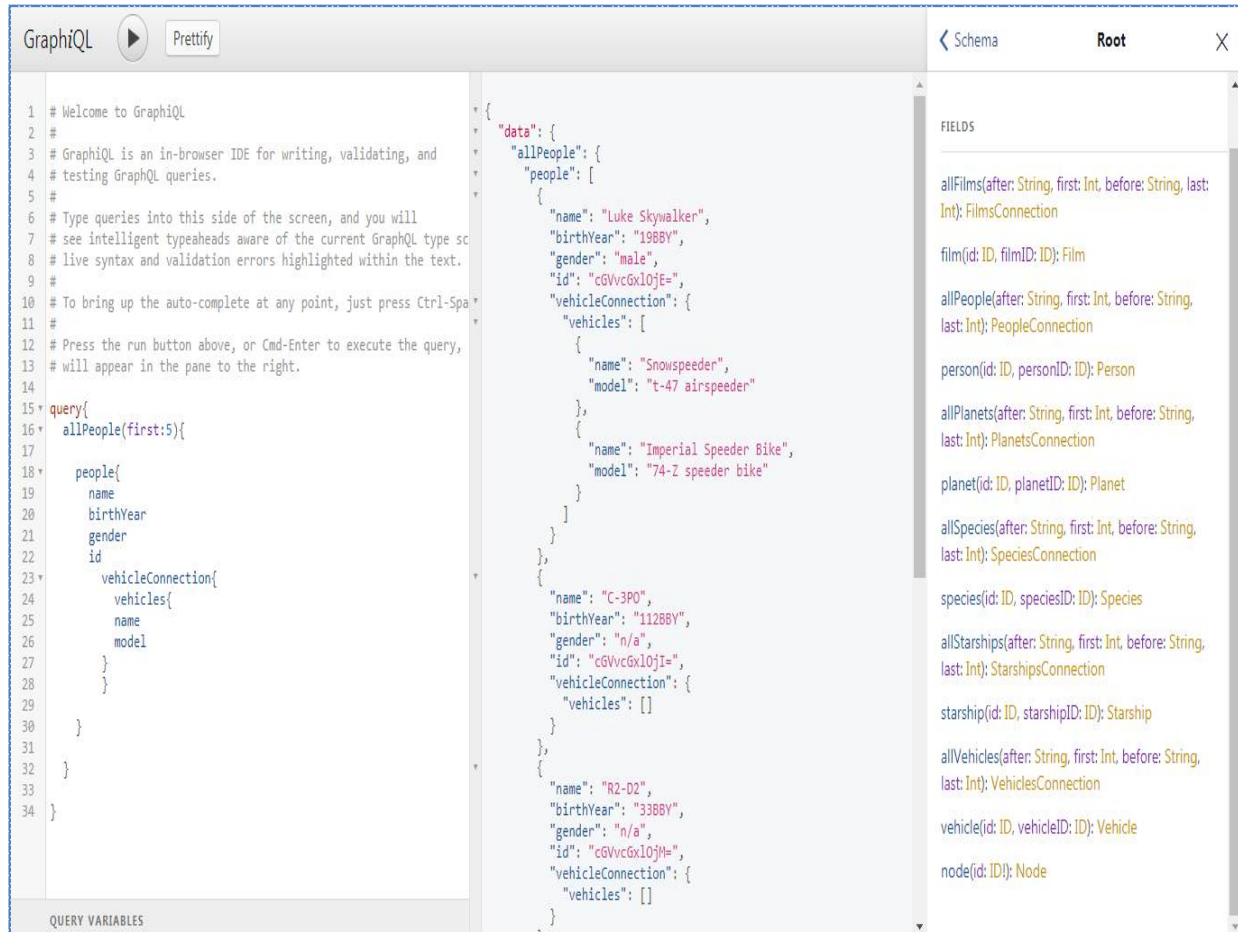 GraphiQL
Prettify
1 # Welcome to GraphiQL
2 #
3 # GraphiQL is an in-browser IDE for writing, validating, and
4 # testing GraphQL queries.
5 #
6 # Type queries into this side of the screen, and you will
7 # see intelligent typeaheads aware of the current GraphQL type sc
8 # live syntax and validation errors highlighted within the text.
9 #
10 # To bring up the auto-complete at any point, just press Ctrl-Spa
11 #
12 # Press the run button above, or Cmd-Enter to execute the query,
13 # will appear in the pane to the right.
14
15 query{
16 allPeople(first:5){
17
18 people{
19 name
20 birthYear
21 gender
22 id
23 vehicleConnection{
24 vehicles{
25 name
26 model
27 }
28 }
29
30 }
31
32 }
33
34 }
QUERY VARIABLES
{
"data": {
"allPeople": {
"people": [
{
"name": "Luke Skywalker",
"birthYear": "19BBY",
"gender": "male",
"id": "cGVvcGxlOjE=",
"vehicleConnection": {
"vehicles": [
{
"name": "Snowspeeder",
"model": "t-47 airspeeder"
},
{
"name": "Imperial Speeder Bike",
"model": "74-Z speeder bike"
}
]
}
},
{
"name": "C-3PO",
"birthYear": "112BBY",
"gender": "n/a",
"id": "cGVvcGxlOjI=",
"vehicleConnection": {
"vehicles": []
}
},
{
"name": "R2-D2",
"birthYear": "33BBY",
"gender": "n/a",
"id": "cGVvcGxlOjM=",
"vehicleConnection": {
"vehicles": []
}
Schema
Root
FIELDS
allFilms(after: String, first: Int, before: String, last:
Int): FilmsConnection
film(id: ID, filmID: ID): Film
allPeople(after: String, first: Int, before: String,
last: Int): PeopleConnection
person(id: ID, personID: ID): Person
allPlanets(after: String, first: Int, before: String,
last: Int): PlanetsConnection
planet(id: ID, planetID: ID): Planet
allSpecies(after: String, first: Int, before: String,
last: Int): SpeciesConnection
species(id: ID, speciesID: ID): Species
allStarships(after: String, first: Int, before: String,
last: Int): StarshipsConnection
starship(id: ID, starshipID: ID): Starship
allVehicles(after: String, first: Int, before: String,
last: Int): VehiclesConnection
vehicle(id: ID, vehicleID: ID): Vehicle
node(id: ID!): Node